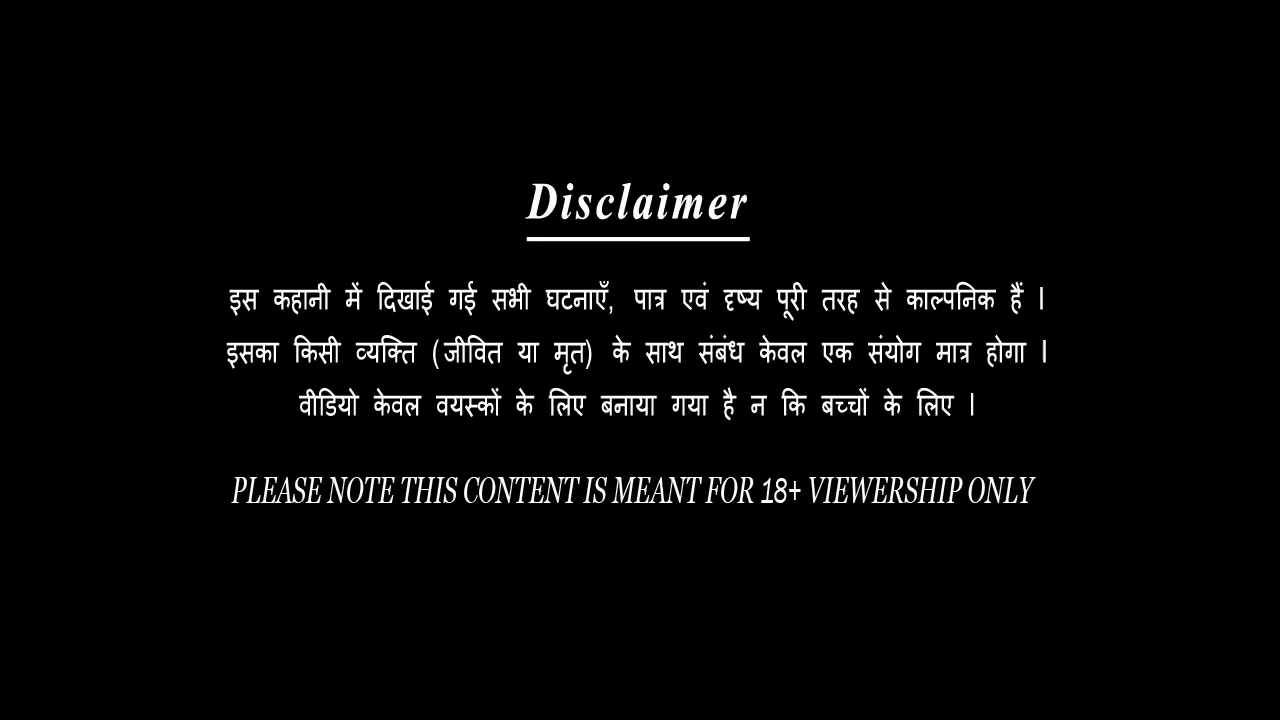 Disclaimer
इस कहानी में दिखाई गई सभी घटनाएँ, पात्र एवं दृष्य पूरी तरह से काल्पनिक हैं ।
इसका किसी व्यक्ति (जीवित या मृत) के साथ संबंध केवल एक संयोग मात्र होगा ।
वीडियो केवल वयस्कों के लिए बनाया गया है न कि बच्चों के लिए ।
PLEASE NOTE THIS CONTENT IS MEANT FOR 18+ VIEWERSHIP ONLY